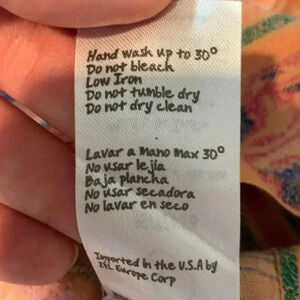 Hand wash up to 30°
Do not bleach
Low Iron
Do not tumble dry
Do not dry clean
Lavar a mano max 30°
No usar lejia
Baja plancha
No usar secadora
No lavar en seco
Imported in the U.S.A by
Europe Corp